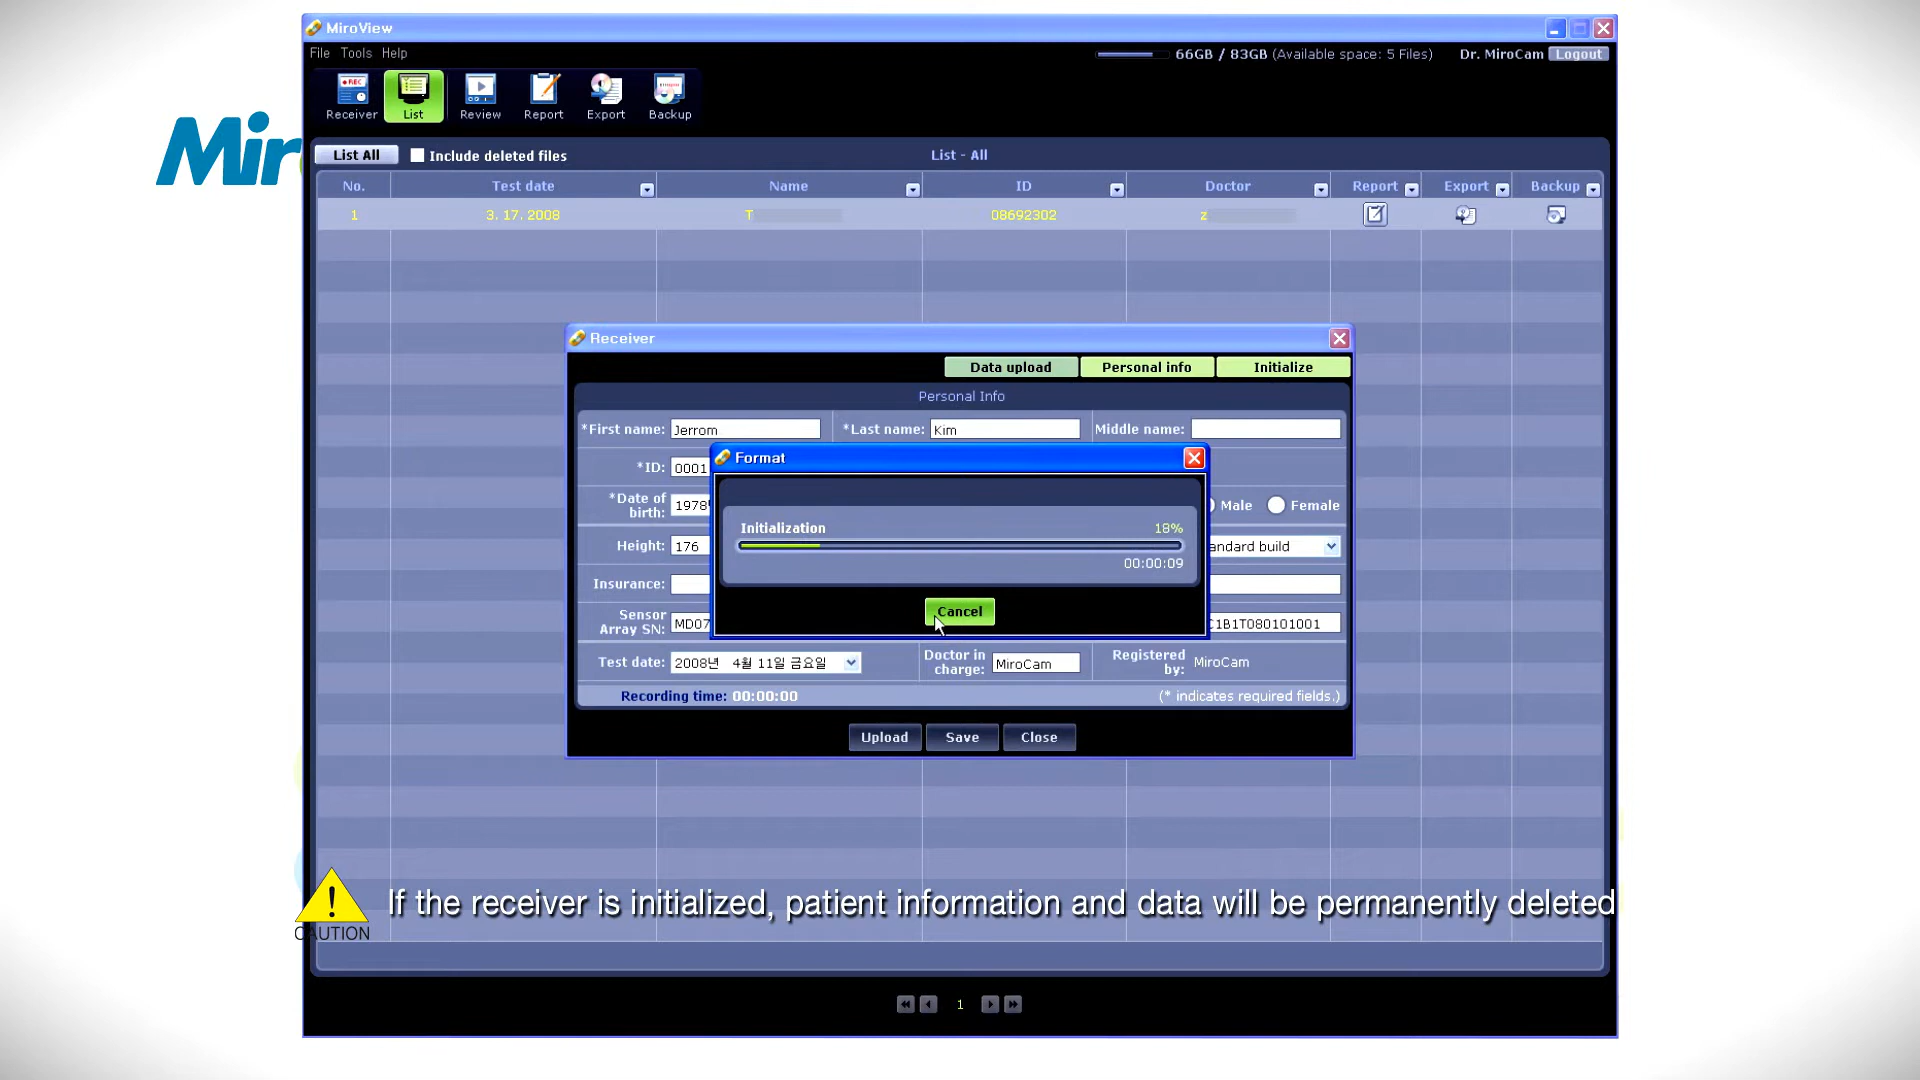 MiroView
File Tools Help
66GB / 83GB (Available space: 5 Files) Dr. MiroCam Logout
REC
Receiver List Review Report Export Backup
Mir
List All Include deleted files List - All
No. Test date Name ID Doctor Report Export Backup
1 3. 17. 2008 T 08692302 z
Receiver
Data upload Personal info Initialize
Personal Info
*First name: Jerrom *Last name: Kim Middle name:
Format
*ID: 0001
*Date of birth: 1978 Male Female
Initialization 18%
Height: 176 andard build
00:00:09
Insurance:
Cancel
Sensor Array SN: MD07 C1B1T080101001
Test date: 2008년 4월 11일 금요일 Doctor in charge: MiroCam Registered by: MiroCam
Recording time: 00:00:00 (* indicates required fields.)
Upload Save Close
If the receiver is initialized, patient information and data will be permanently deleted
CAUTION
1